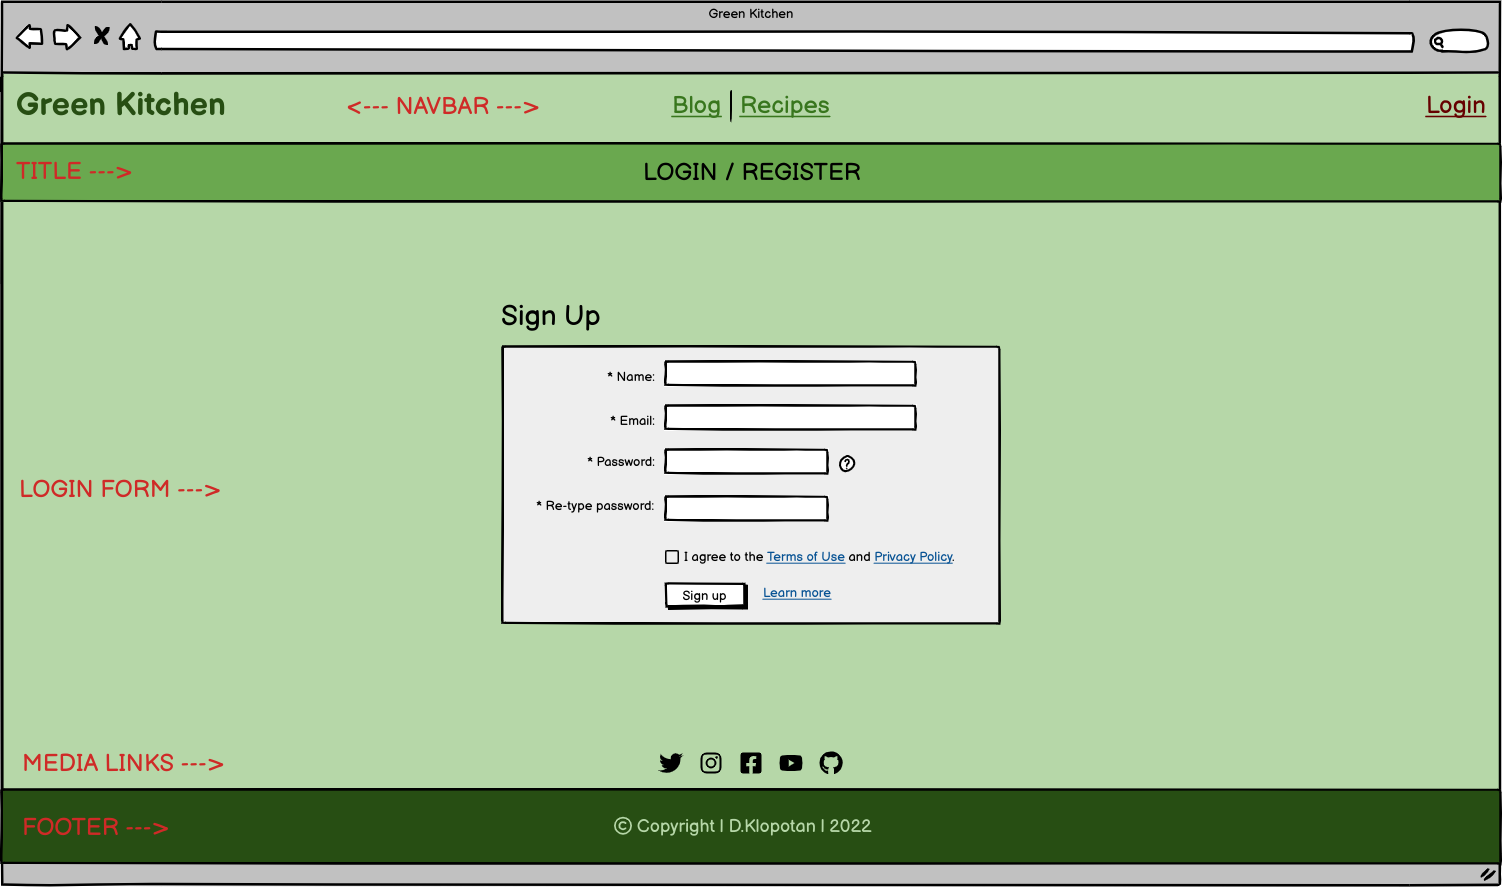 Green Kitchen
Green Kitchen <--- NAVBAR ---> Blog Recipes Login
TITLE ---> LOGIN / REGISTER
Sign Up
* Name:
* Email:
* Password: ?
LOGIN FORM --->
* Re-type password:
I agree to the Terms of Use and Privacy Policy.
Sign up Learn more
MEDIA LINKS --->
FOOTER ---> © Copyright | D.Klopotan | 2022